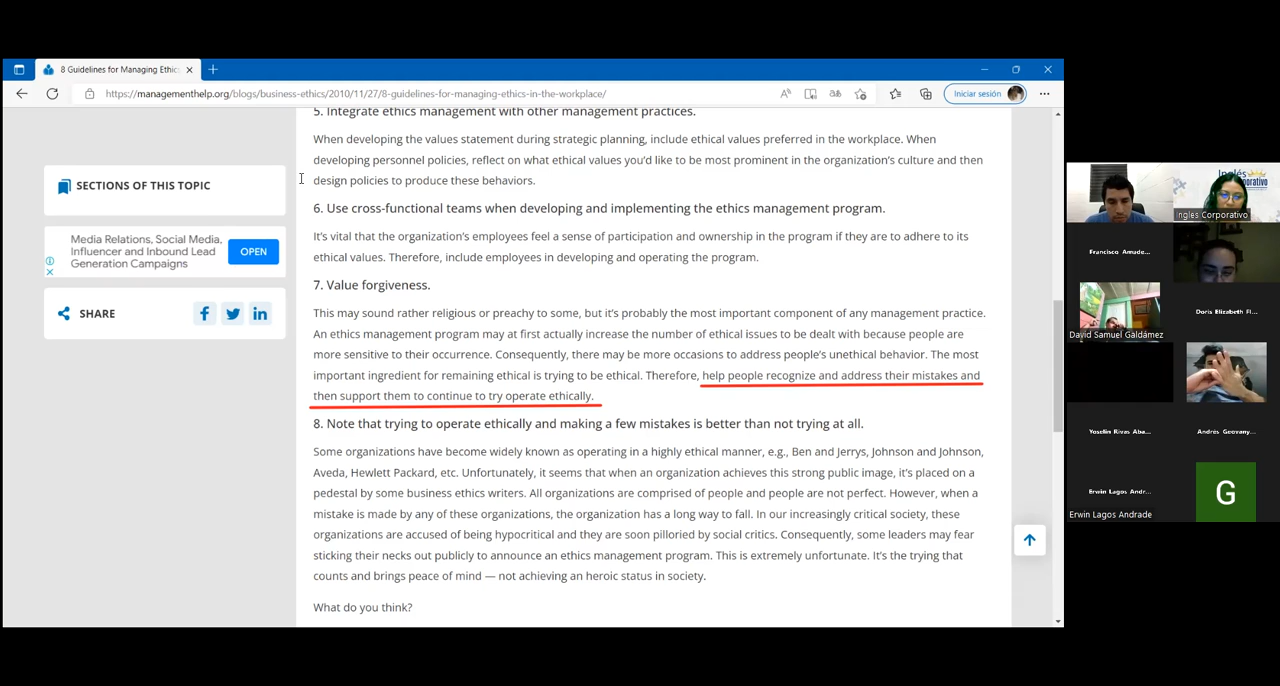 8 Guidelines for Managing Ethic
https://managementhelp.org/blogs/business-ethics/2010/11/27/8-guidelines-for-managing-ethics-in-the-workplace/
Iniciar sesión
SECTIONS OF THIS TOPIC
Media Relations, Social Media,
Influencer and Inbound Lead
Generation Campaigns
OPEN
SHARE
5. Integrate ethics management with other management practices.
When developing the values statement during strategic planning, include ethical values preferred in the workplace. When
developing personnel policies, reflect on what ethical values you'd like to be most prominent in the organization's culture and then
design policies to produce these behaviors.
6. Use cross-functional teams when developing and implementing the ethics management program.
It's vital that the organization's employees feel a sense of participation and ownership in the program if they are to adhere to its
ethical values. Therefore, include employees in developing and operating the program.
7. Value forgiveness.
This may sound rather religious or preachy to some, but it's probably the most important component of any management practice.
An ethics management program may at first actually increase the number of ethical issues to be dealt with because people are
more sensitive to their occurrence. Consequently, there may be more occasions to address people's unethical behavior. The most
important ingredient for remaining ethical is trying to be ethical. Therefore, help people recognize and address their mistakes and
then support them to continue to try operate ethically.
8. Note that trying to operate ethically and making a few mistakes is better than not trying at all.
Some organizations have become widely known as operating in a highly ethical manner, e.g., Ben and Jerrys, Johnson and Johnson,
Aveda, Hewlett Packard, etc. Unfortunately, it seems that when an organization achieves this strong public image, it's placed on a
pedestal by some business ethics writers. All organizations are comprised of people and people are not perfect. However, when a
mistake is made by any of these organizations, the organization has a long way to fall. In our increasingly critical society, these
organizations are accused of being hypocritical and they are soon pilloried by social critics. Consequently, some leaders may fear
sticking their necks out publicly to announce an ethics management program. This is extremely unfortunate. It's the trying that
counts and brings peace of mind — not achieving an heroic status in society.
What do you think?
Inglés
Ingles Corporativo
Francisco Amade...
David Samuel Galdámez
Doris Elizabeth Fl...
Yoselin Rivas Aba...
Andrés Geovany...
Erwin Lagos Andr...
Erwin Lagos Andrade
G